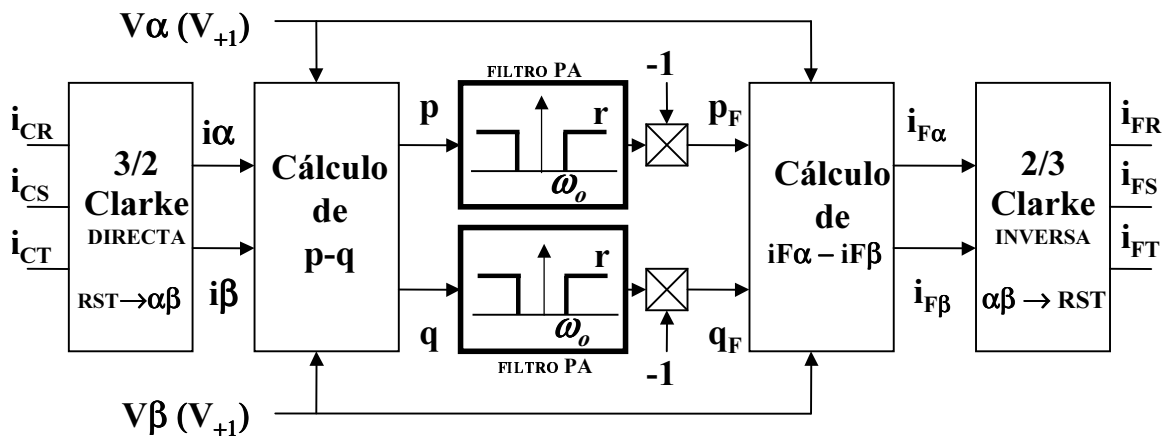 Vα (V+1)
iCR
iCS
iCT
3/2
Clarke
DIRECTA
RST→αβ
iα
iβ
Cálculo
de
p-q
p
q
FILTRO PA
r
ωo
r
ωo
FILTRO PA
-1
-1
pF
qF
Cálculo
de
iFα – iFβ
iFα
iFβ
2/3
Clarke
INVERSA
αβ → RST
iFR
iFS
iFT
Vβ (V+1)